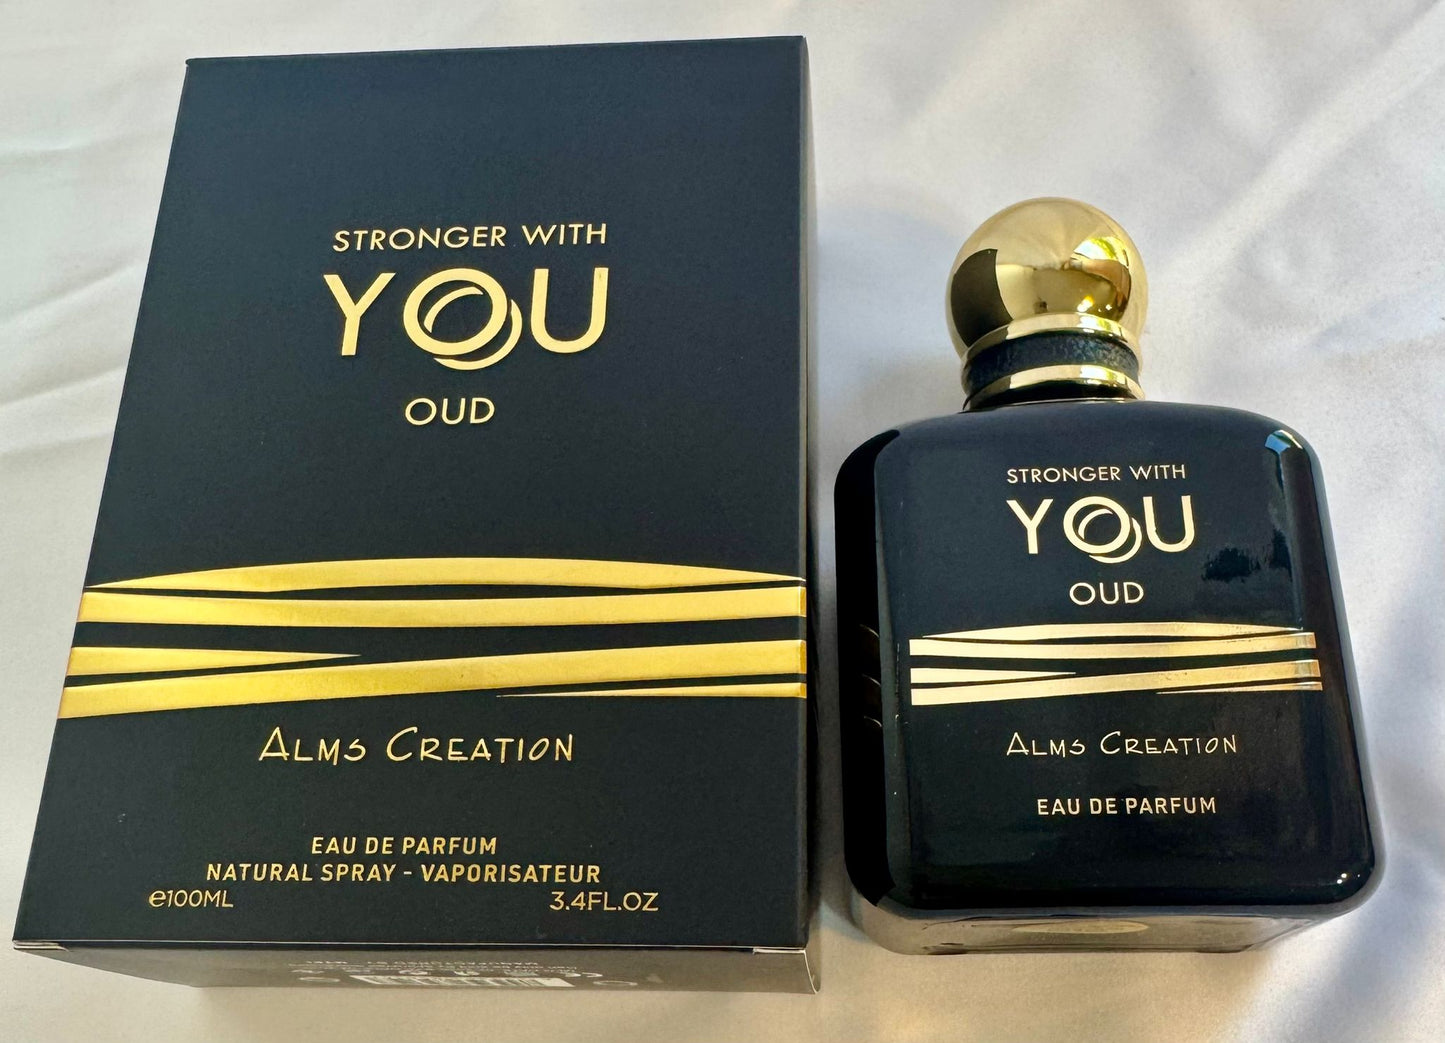 STRONGER WITH
YOU
OUD
ALMS CREATION
EAU DE PARFUM
NATURAL SPRAY - VAPORISATEUR
e100ML 3.4FL.OZ
STRONGER WITH
YOU
OUD
ALMS CREATION
EAU DE PARFUM